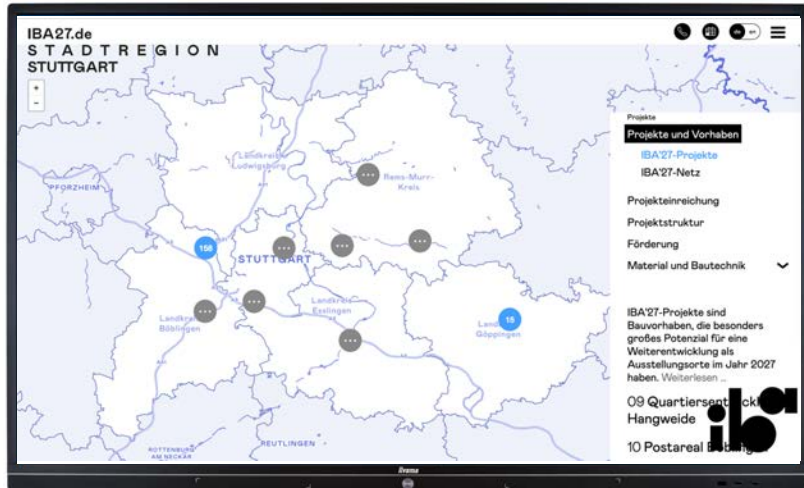 IBA27.de
STADTREGION
STUTTGART
+
-
de
en
Projekte
Projekte und Vorhaben
IBA'27-Projekte
IBA'27-Netz
Projekteinreichung
Projektstruktur
Förderung
Material und Bautechnik
IBA'27-Projekte sind
Bauvorhaben, die besonders
großes Potenzial für eine
Weiterentwicklung als
Ausstellungsorte im Jahr 2027
haben. Weiterlesen …
09
Hangweide
10 Postareal
iba
Landkreis
Ludwigsburg
Rems-Murr-
Kreis
PFORZHEIM
158
STUTTGART
Landkreis
Esslingen
Böblingen
15
Göppingen
ROTTENBURG
AM NECKAR
REUTLINGEN
iiyama